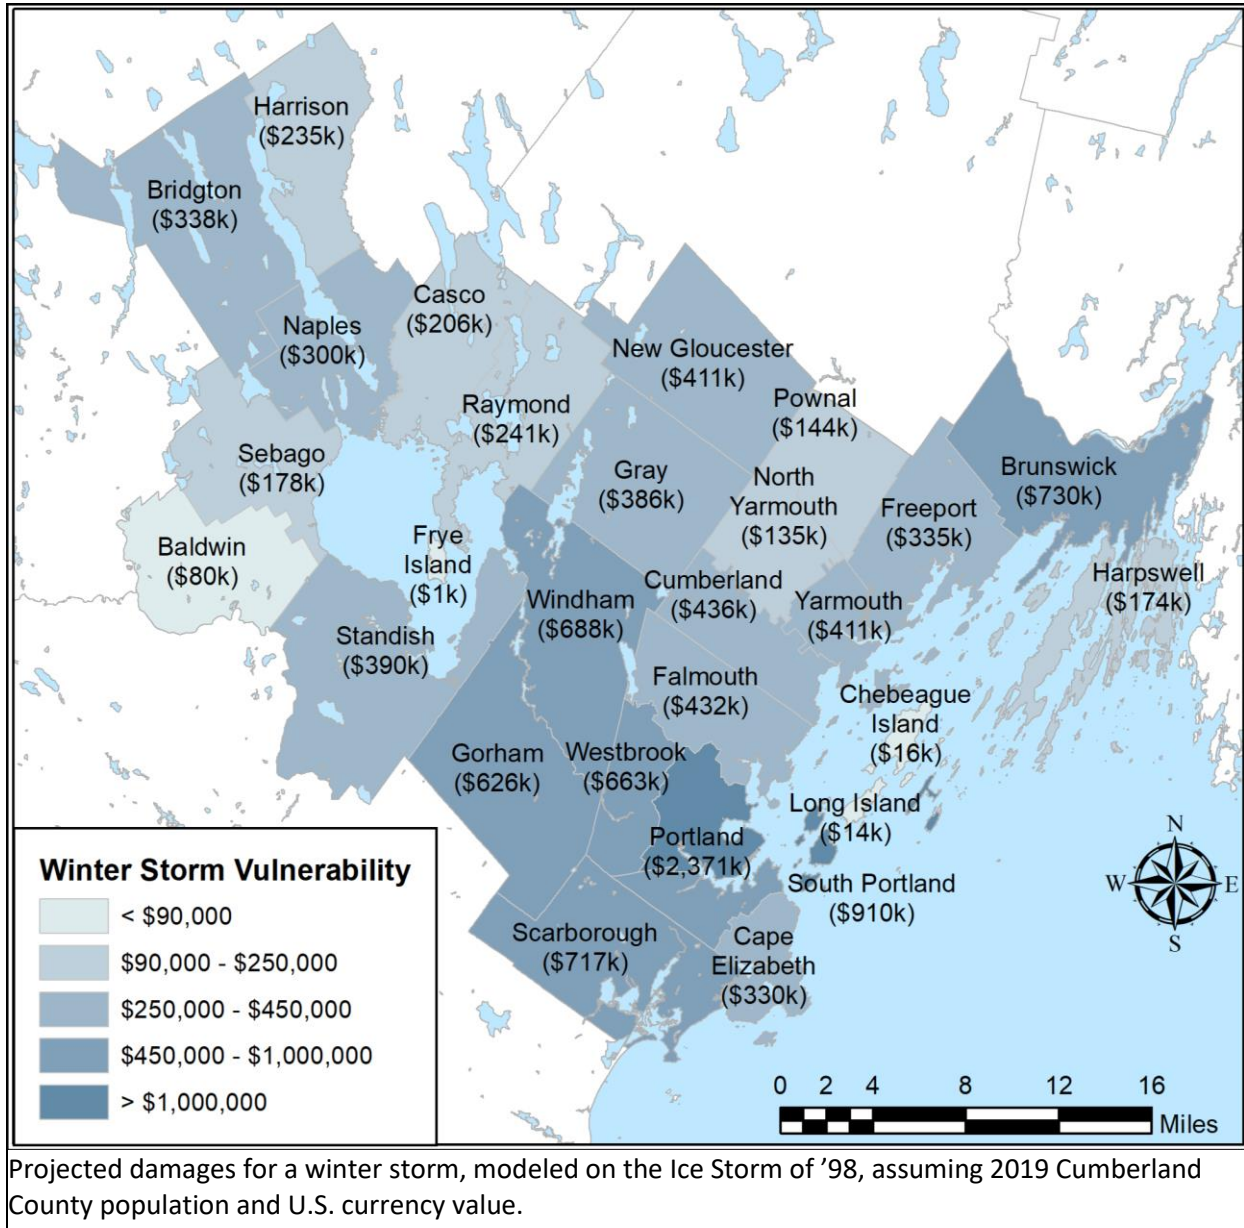 Harrison
($235k)
Bridgton
($338k)
Casco
($206k)
Naples
($300k)
New Gloucester
($411k)
Raymond
($241k)
Pownal
($144k)
Sebago
($178k)
Gray
($386k)
North
Yarmouth
($135k)
Freeport
($335k)
Brunswick
($730k)
Baldwin
($80k)
Frye
Island
($1k)
Windham
($688k)
Cumberland
($436k)
Yarmouth
($411k)
Harpswell
($174k)
Standish
($390k)
Falmouth
($432k)
Chebeague
Island
($16k)
Gorham
($626k)
Westbrook
($663k)
Long Island
($14k)
Portland
($2,371k)
South Portland
($910k)
Scarborough
($717k)
Cape
Elizabeth
($330k)
N
W
E
S
Winter Storm Vulnerability
< $90,000
$90,000 - $250,000
$250,000 - $450,000
$450,000 - $1,000,000
> $1,000,000
0 2 4 8 12 16
Miles
Projected damages for a winter storm, modeled on the Ice Storm of ’98, assuming 2019 Cumberland
County population and U.S. currency value.